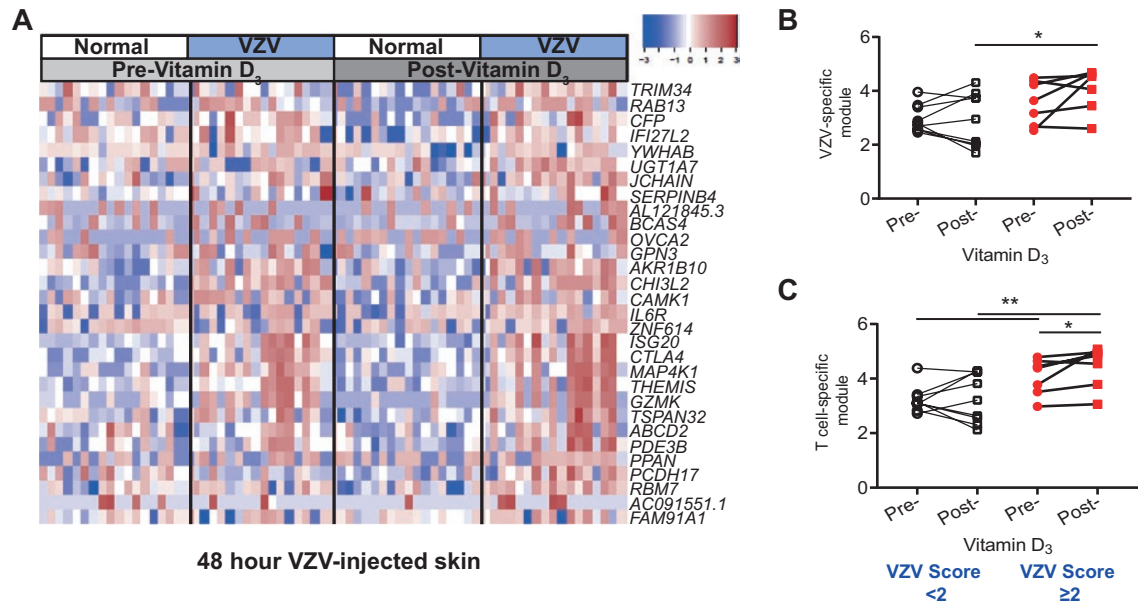 A
Normal VZV Normal VZV
Pre-Vitamin D3 Post-Vitamin D3
-3 -1 0 1 2 3
TRIM34
RAB13
CFP
IFI27L2
YWHAB
UGT1A7
JCHAIN
SERPINB4
AL121845.3
BCAS4
OVCA2
GPN3
AKR1B10
CHI3L2
CAMK1
IL6R
ZNF614
ISG20
CTLA4
MAP4K1
THEMIS
GZMK
TSPAN32
ABCD2
PDE3B
PPAN
PCDH17
RBM7
AC091551.1
FAM91A1
48 hour VZV-injected skin
B
*
6
4
2
0
VZV-specific
module
Pre- Post- Pre- Post-
Vitamin D3
C
**
*
6
4
2
0
T cell-specific
module
Pre- Post- Pre- Post-
Vitamin D3
VZV Score
<2
VZV Score
≥2